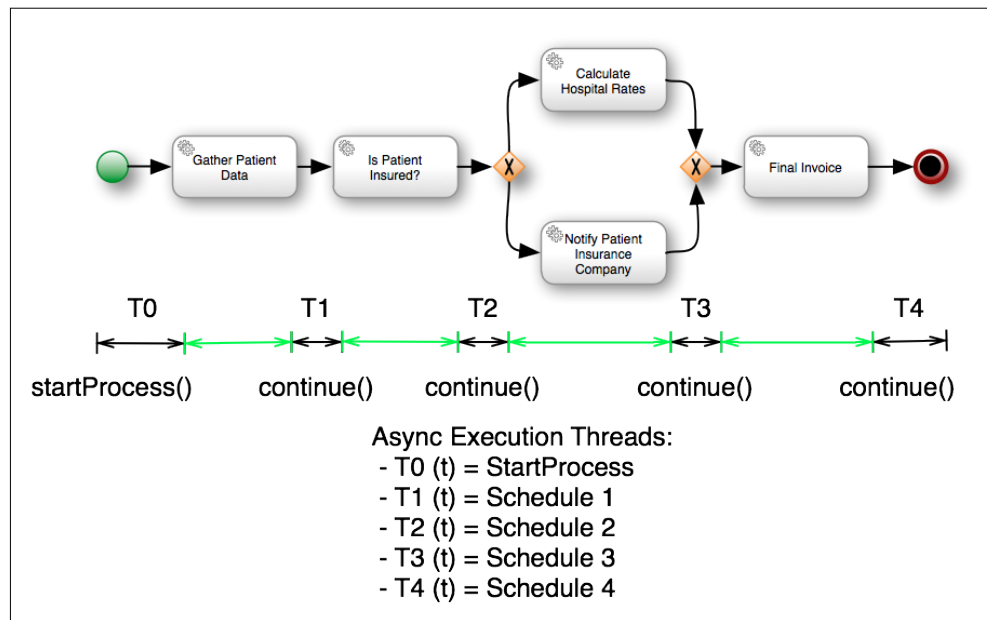 Calculate
Hospital Rates
Gather Patient
Data
Is Patient
Insured?
X
X
Final Invoice
Notify Patient
Insurance
Company
T0
T1
T2
T3
T4
startProcess()
continue()
continue()
continue()
continue()
Async Execution Threads:
- T0 (t) = StartProcess
- T1 (t) = Schedule 1
- T2 (t) = Schedule 2
- T3 (t) = Schedule 3
- T4 (t) = Schedule 4